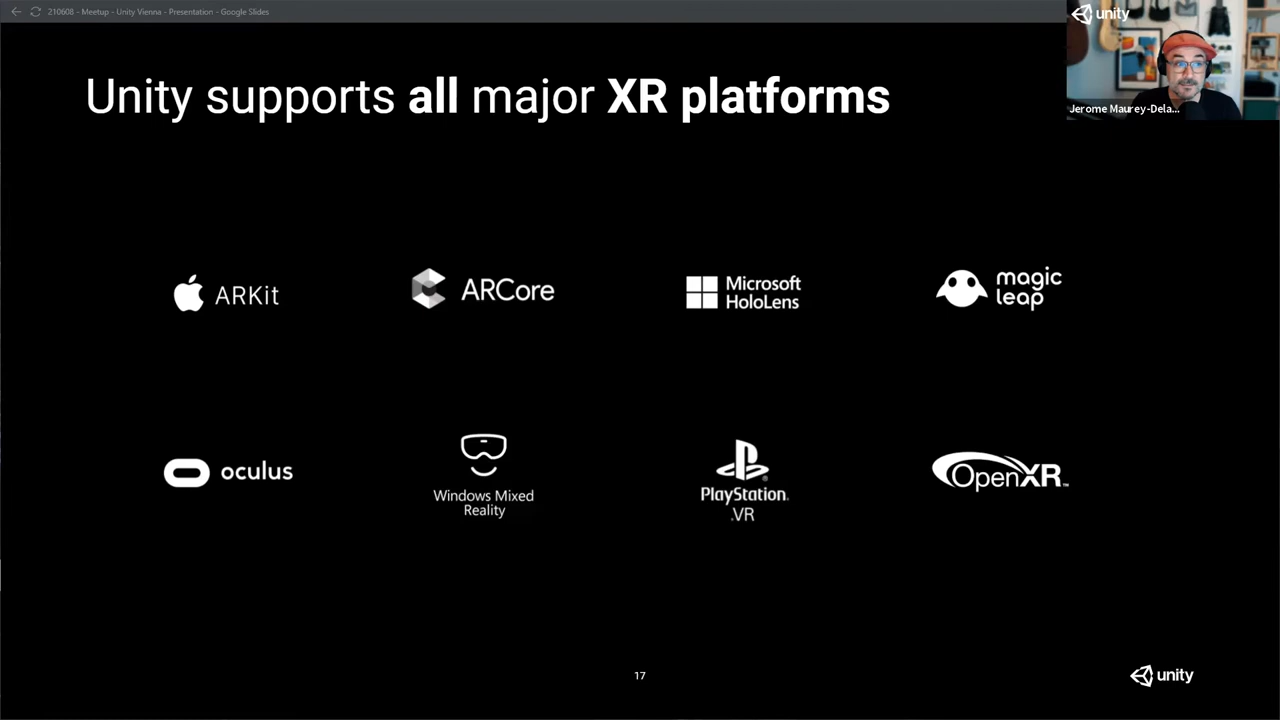 210608 - Meetup - Unity Vienna - Presentation - Google Slides
unity
Jerome Maurey-Dela...
Unity supports all major XR platforms
ARKit
ARCore
Microsoft
HoloLens
magic
leap
oculus
Windows Mixed
Reality
PlayStation®
.VR
OpenXR™
17
unity